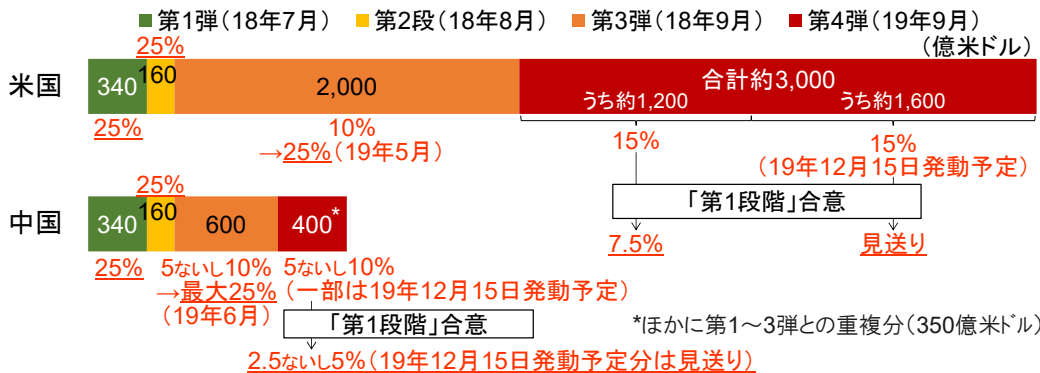 ■第1弾（18年7月） ■第2段（18年8月） ■第3弾（18年9月） ■第4弾（19年9月）
（億米ドル）
25%
米国 340 160 2,000 合計約3,000
うち約1,200 うち約1,600
25% 10% 15% 15%
→25%（19年5月） （19年12月15日発動予定）
「第1段階」合意
7.5% 見送り
25%
中国 340 160 600 400*
25% 5ないし10% 5ないし10%
→最大25% （一部は19年12月15日発動予定）
（19年6月）
「第1段階」合意
*ほかに第1～3弾との重複分（350億米ドル）
2.5ないし5%（19年12月15日発動予定分は見送り）